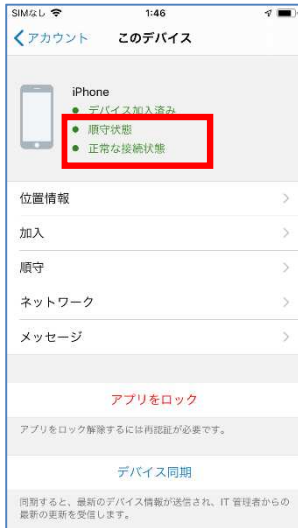 SIMなし 1:46
アカウント このデバイス
iPhone
デバイス加入済み
順守状態
正常な接続状態
位置情報
加入
順守
ネットワーク
メッセージ
アプリをロック
アプリをロック解除するには再認証が必要です。
デバイス同期
同期すると、最新のデバイス情報が送信され、IT 管理者からの
最新の更新を受信します。